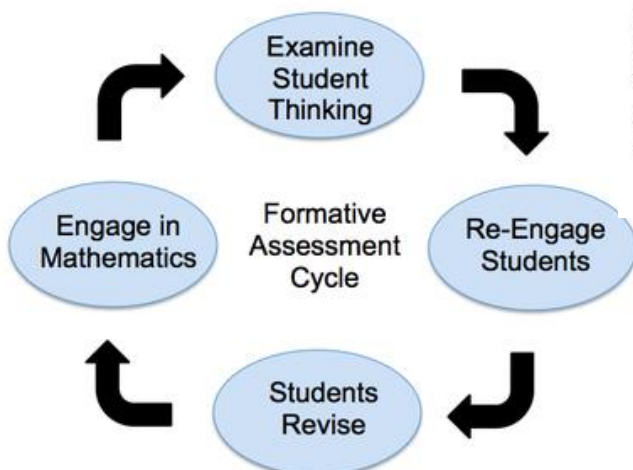 Examine
Student
Thinking
Engage in
Mathematics
Formative
Assessment
Cycle
Re-Engage
Students
Students
Revise